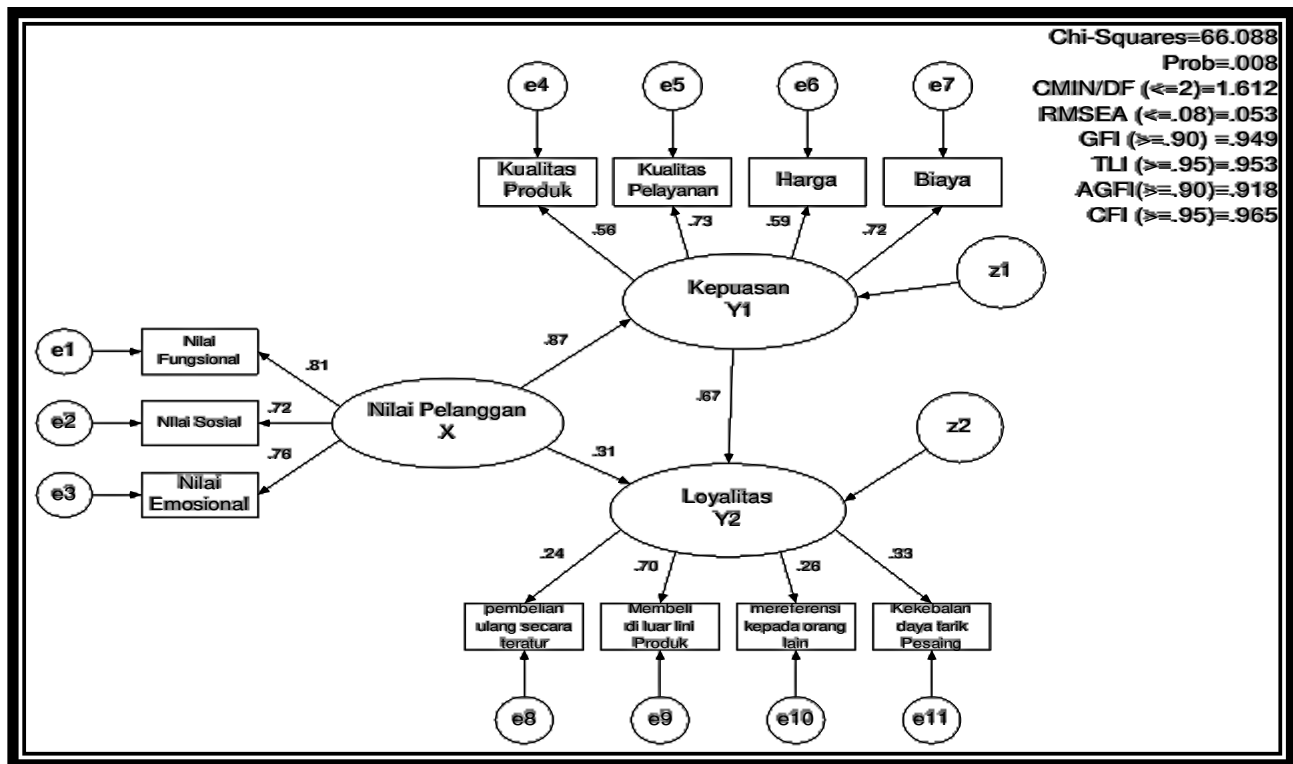 Chi-Squares=66.088
Prob=.008
CMIN/DF (<=2)=1.612
RMSEA (<=.08)=.053
GFI (>=.90) =.949
TLI (>=.95)=.953
AGFI(>=.90)=.918
CFI (>=.95)=.965
e4
e5
e6
e7
Kualitas
Produk
Kualitas
Pelayanan
Harga
Biaya
.56
.73
.59
.72
Kepuasan
Y1
z1
e1
Nilai
Fungsional
.81
.87
e2
Nilai Sosial
.72
Nilai Pelanggan
X
.67
z2
e3
Nilai
Emosional
.76
.31
Loyalitas
Y2
.24
.70
.26
.33
pembelian
ulang secara
teratur
Membeli
di luar lini
Produk
mereferensi
kepada orang
lain
Kekebalan
daya tarik
Pesaing
e8
e9
e10
e11